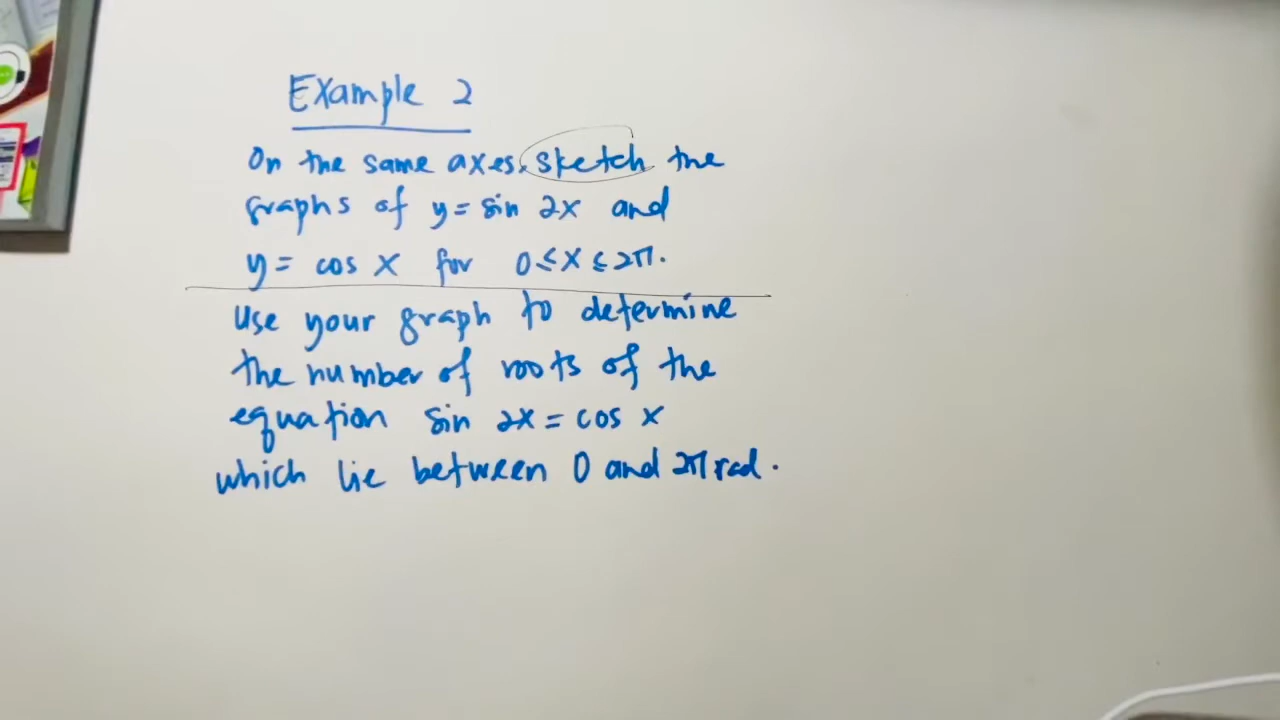 Example 2
On the same axes, sketch the
graphs of y = sin 2x and
y = cos x for 0 ≤ x ≤ 2π.
Use your graph to determine
the number of roots of the
equation sin 2x = cos x
which lie between 0 and 2π rad.